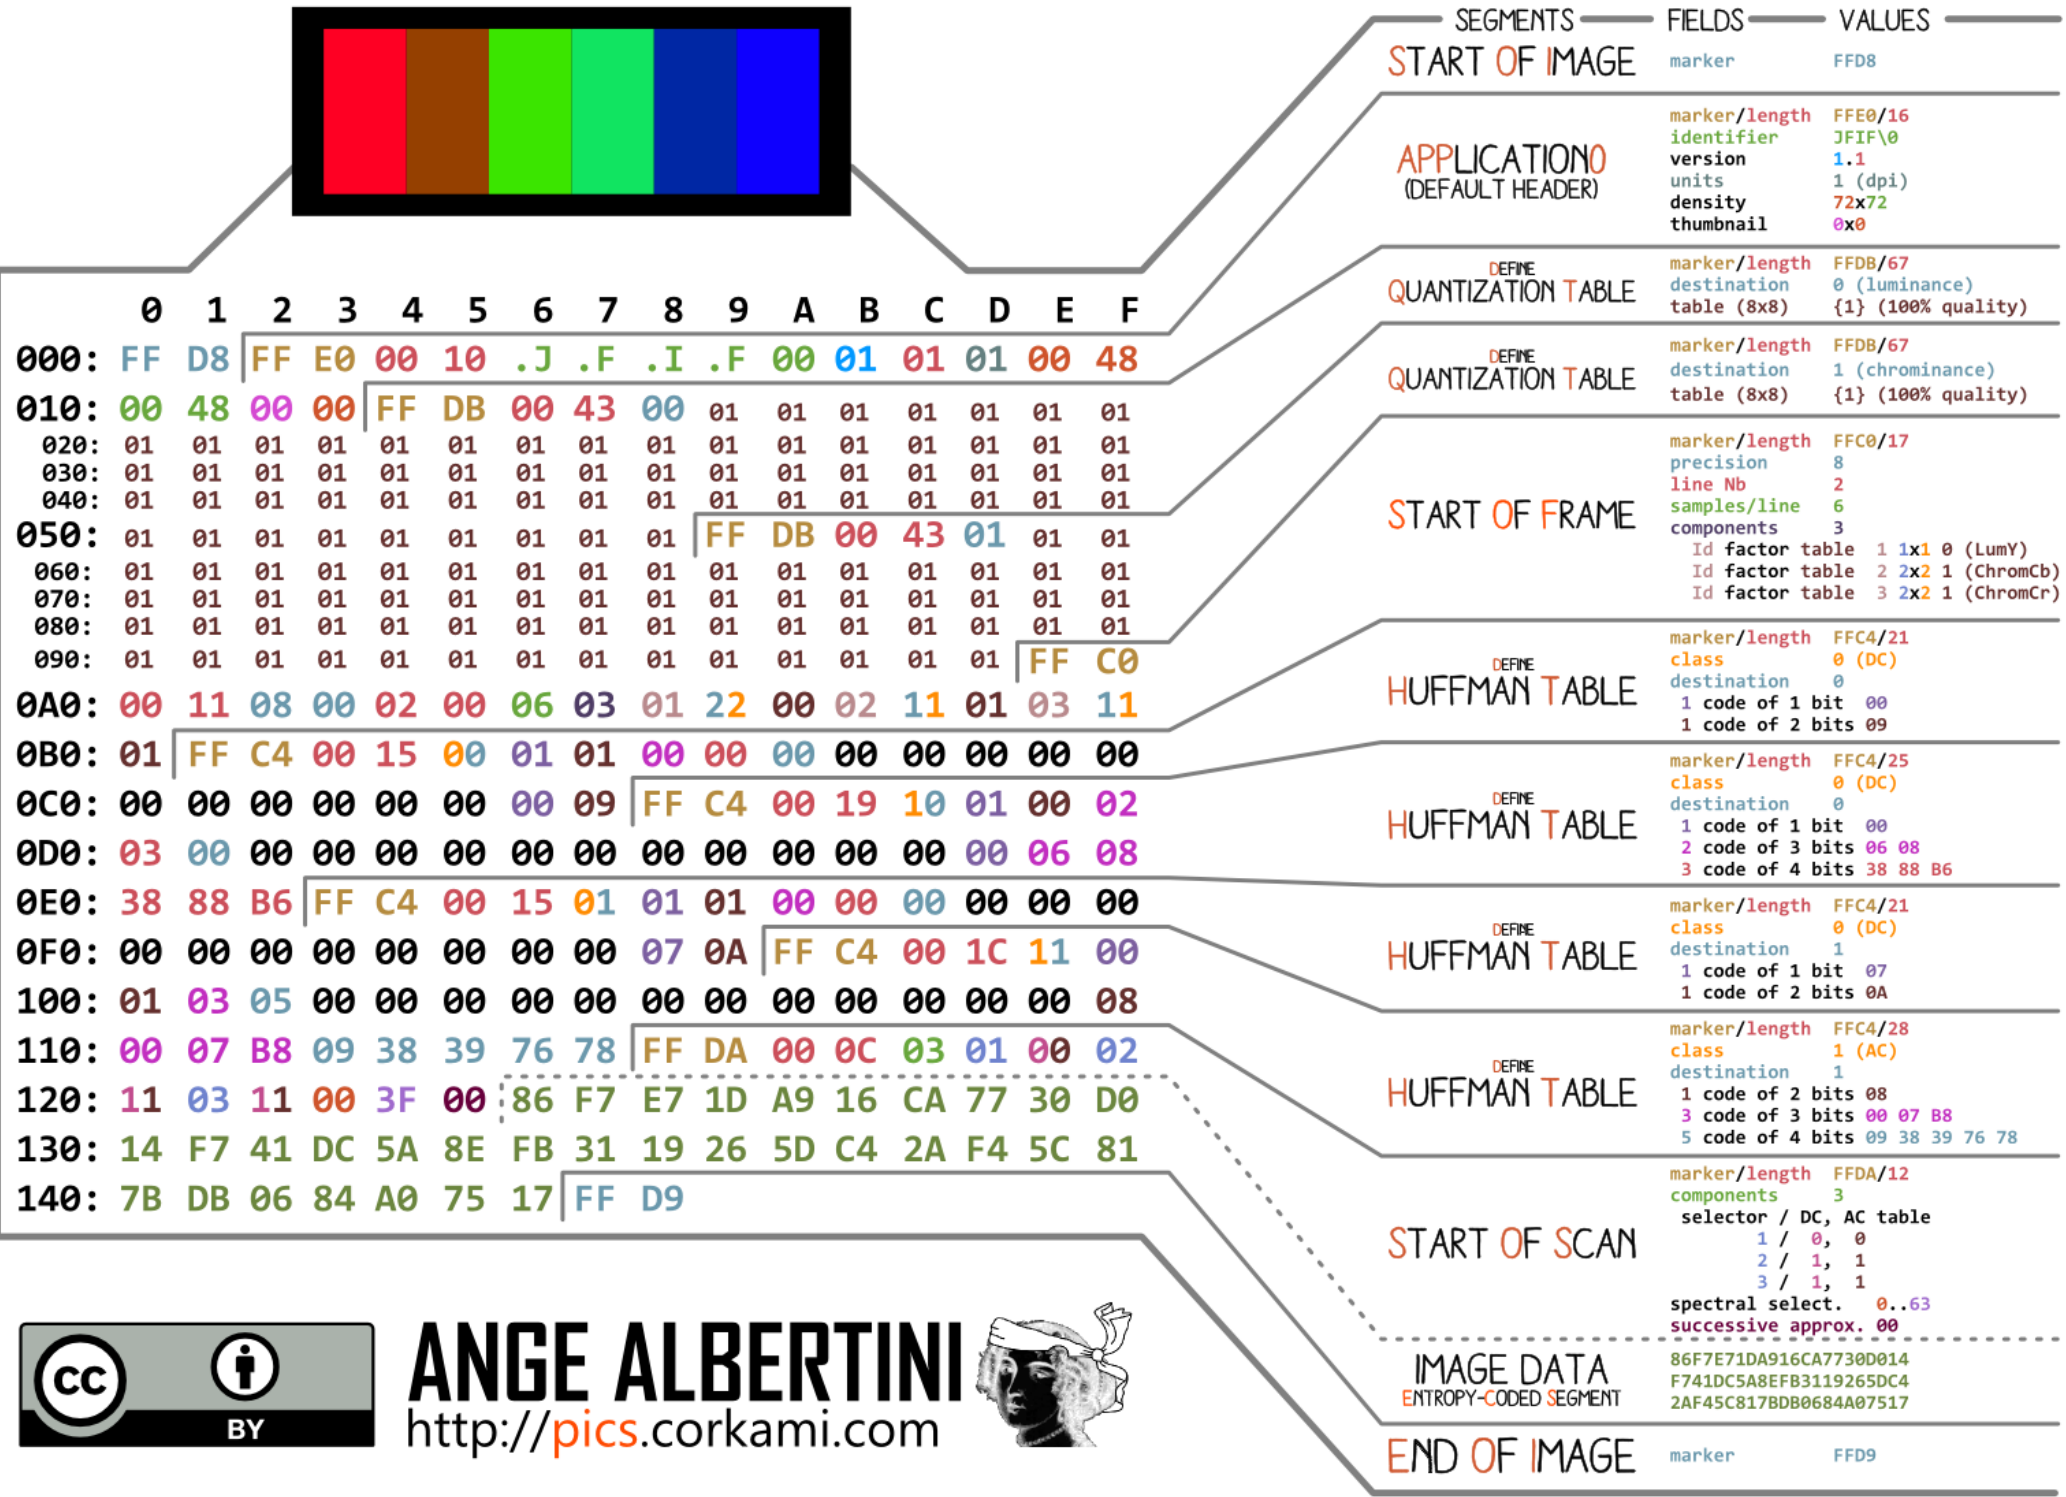 0 1 2 3 4 5 6 7 8 9 A B C D E F
000: FF D8 FF E0 00 10 .J .F .I .F 00 01 01 01 00 48
010: 00 48 00 00 FF DB 00 43 00 01 01 01 01 01 01 01
020: 01 01 01 01 01 01 01 01 01 01 01 01 01 01 01 01
030: 01 01 01 01 01 01 01 01 01 01 01 01 01 01 01 01
040: 01 01 01 01 01 01 01 01 01 01 01 01 01 01 01 01
050: 01 01 01 01 01 01 01 01 01 FF DB 00 43 01 01 01
060: 01 01 01 01 01 01 01 01 01 01 01 01 01 01 01 01
070: 01 01 01 01 01 01 01 01 01 01 01 01 01 01 01 01
080: 01 01 01 01 01 01 01 01 01 01 01 01 01 01 01 01
090: 01 01 01 01 01 01 01 01 01 01 01 01 01 01 FF C0
0A0: 00 11 08 00 02 00 06 03 01 22 00 02 11 01 03 11
0B0: 01 FF C4 00 15 00 01 01 00 00 00 00 00 00 00 00
0C0: 00 00 00 00 00 00 00 09 FF C4 00 19 10 01 00 02
0D0: 03 00 00 00 00 00 00 00 00 00 00 00 00 00 06 08
0E0: 38 88 B6 FF C4 00 15 01 01 01 00 00 00 00 00 00
0F0: 00 00 00 00 00 00 00 00 07 0A FF C4 00 1C 11 00
100: 01 03 05 00 00 00 00 00 00 00 00 00 00 00 00 08
110: 00 07 B8 09 38 39 76 78 FF DA 00 0C 03 01 00 02
120: 11 03 11 00 3F 00 86 F7 E7 1D A9 16 CA 77 30 D0
130: 14 F7 41 DC 5A 8E FB 31 19 26 5D C4 2A F4 5C 81
140: 7B DB 06 84 A0 75 17 FF D9
cc
BY
ANGE ALBERTINI
http://pics.corkami.com
SEGMENTS FIELDS VALUES
START OF IMAGE
marker FFD8
APPLICATION0
(DEFAULT HEADER)
marker/length FFE0/16
identifier JFIF\0
version 1.1
units 1 (dpi)
density 72x72
thumbnail 0x0
DEFINE
QUANTIZATION TABLE
marker/length FFDB/67
destination 0 (luminance)
table (8x8) {1} (100% quality)
DEFINE
QUANTIZATION TABLE
marker/length FFDB/67
destination 1 (chrominance)
table (8x8) {1} (100% quality)
START OF FRAME
marker/length FFC0/17
precision 8
line Nb 2
samples/line 6
components 3
Id factor table 1 1x1 0 (LumY)
Id factor table 2 2x2 1 (ChromCb)
Id factor table 3 2x2 1 (ChromCr)
DEFINE
HUFFMAN TABLE
marker/length FFC4/21
class 0 (DC)
destination 0
1 code of 1 bit 00
1 code of 2 bits 09
DEFINE
HUFFMAN TABLE
marker/length FFC4/25
class 0 (DC)
destination 0
1 code of 1 bit 00
2 code of 3 bits 06 08
3 code of 4 bits 38 88 B6
DEFINE
HUFFMAN TABLE
marker/length FFC4/21
class 0 (DC)
destination 1
1 code of 1 bit 07
1 code of 2 bits 0A
DEFINE
HUFFMAN TABLE
marker/length FFC4/28
class 1 (AC)
destination 1
1 code of 2 bits 08
3 code of 3 bits 00 07 B8
5 code of 4 bits 09 38 39 76 78
START OF SCAN
marker/length FFDA/12
components 3
selector / DC, AC table
1 / 0, 0
2 / 1, 1
3 / 1, 1
spectral select. 0..63
successive approx. 00
IMAGE DATA
ENTROPY-CODED SEGMENT
86F7E71DA916CA7730D014
F741DC5A8EFB3119265DC4
2AF45C817BDB0684A07517
END OF IMAGE
marker FFD9